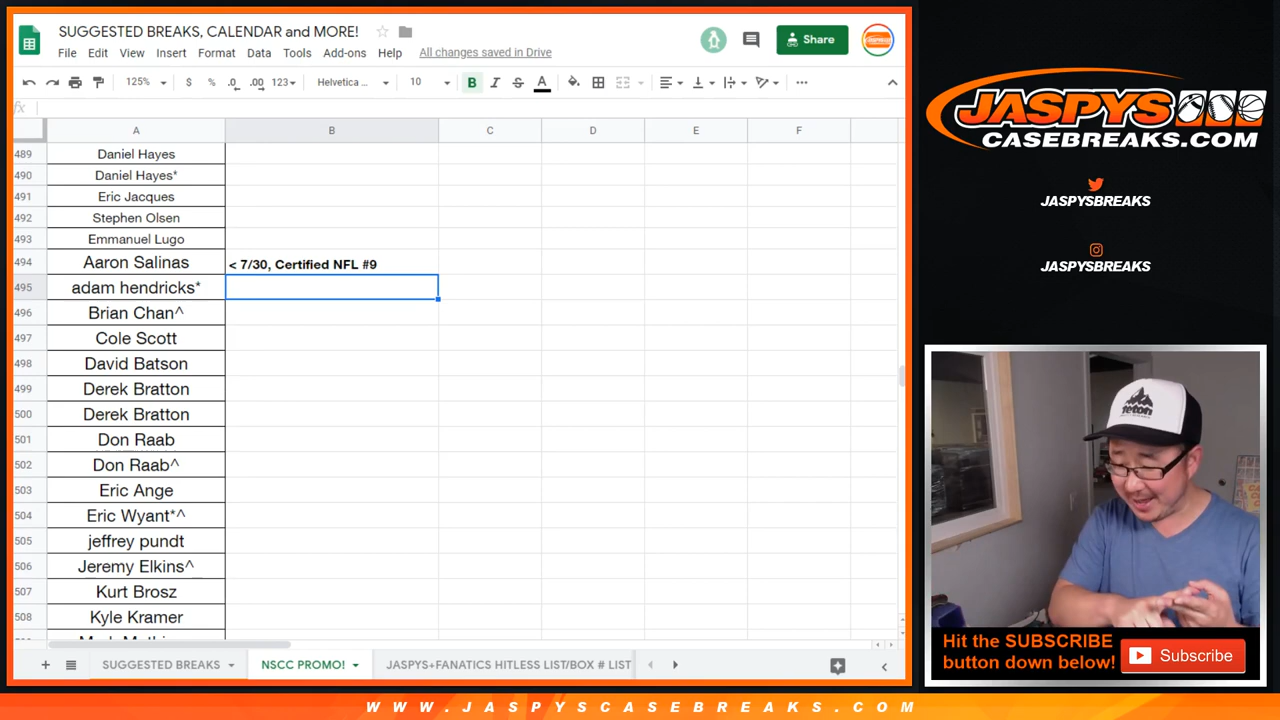 SUGGESTED BREAKS, CALENDAR and MORE!
File Edit View Insert Format Data Tools Add-ons Help All changes saved in Drive
Share
125% $ % .0 .00 123 Helvetica ... 10 B I S A
fx
A B C D E F
489 Daniel Hayes
490 Daniel Hayes*
491 Eric Jacques
492 Stephen Olsen
493 Emmanuel Lugo
494 Aaron Salinas < 7/30, Certified NFL #9
495 adam hendricks*
496 Brian Chan^
497 Cole Scott
498 David Batson
499 Derek Bratton
500 Derek Bratton
501 Don Raab
502 Don Raab^
503 Eric Ange
504 Eric Wyant*^
505 jeffrey pundt
506 Jeremy Elkins^
507 Kurt Brosz
508 Kyle Kramer
SUGGESTED BREAKS NSCC PROMO! JASPYS+FANATICS HITLESS LIST/BOX # LIST
JASPYS
CASEBREAKS.COM
JASPYSBREAKS
JASPYSBREAKS
TETON
Hit the SUBSCRIBE
button down below!
Subscribe
WWW.JASPYSCASEBREAKS.COM